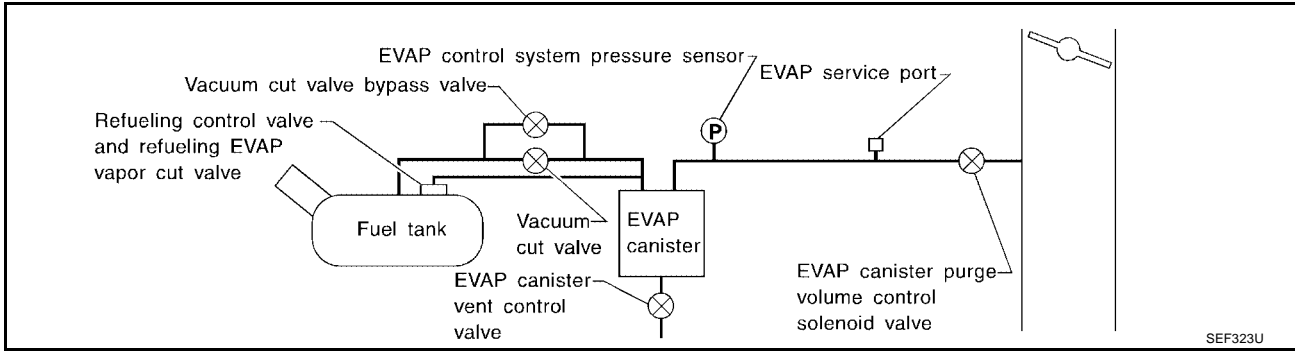 EVAP control system pressure sensor
EVAP service port
Vacuum cut valve bypass valve
Refueling control valve
and refueling EVAP
vapor cut valve
P
Fuel tank
Vacuum
cut valve
EVAP
canister
EVAP canister
vent control
valve
EVAP canister purge
volume control
solenoid valve
SEF323U